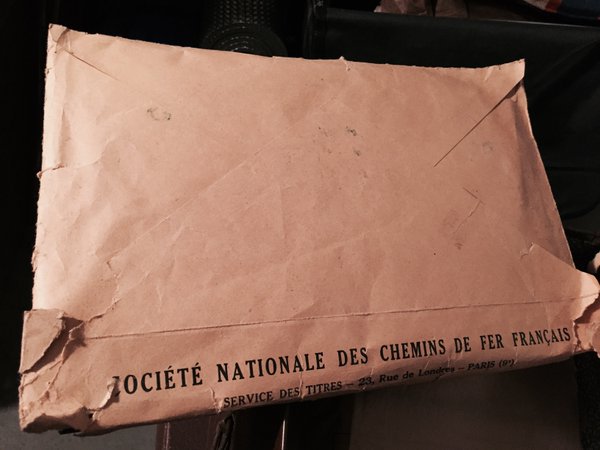 SOCIÉTÉ NATIONALE DES CHEMINS DE FER FRANÇAIS
SERVICE DES TITRES – 23, Rue de Londres – PARIS (9ᵉ)